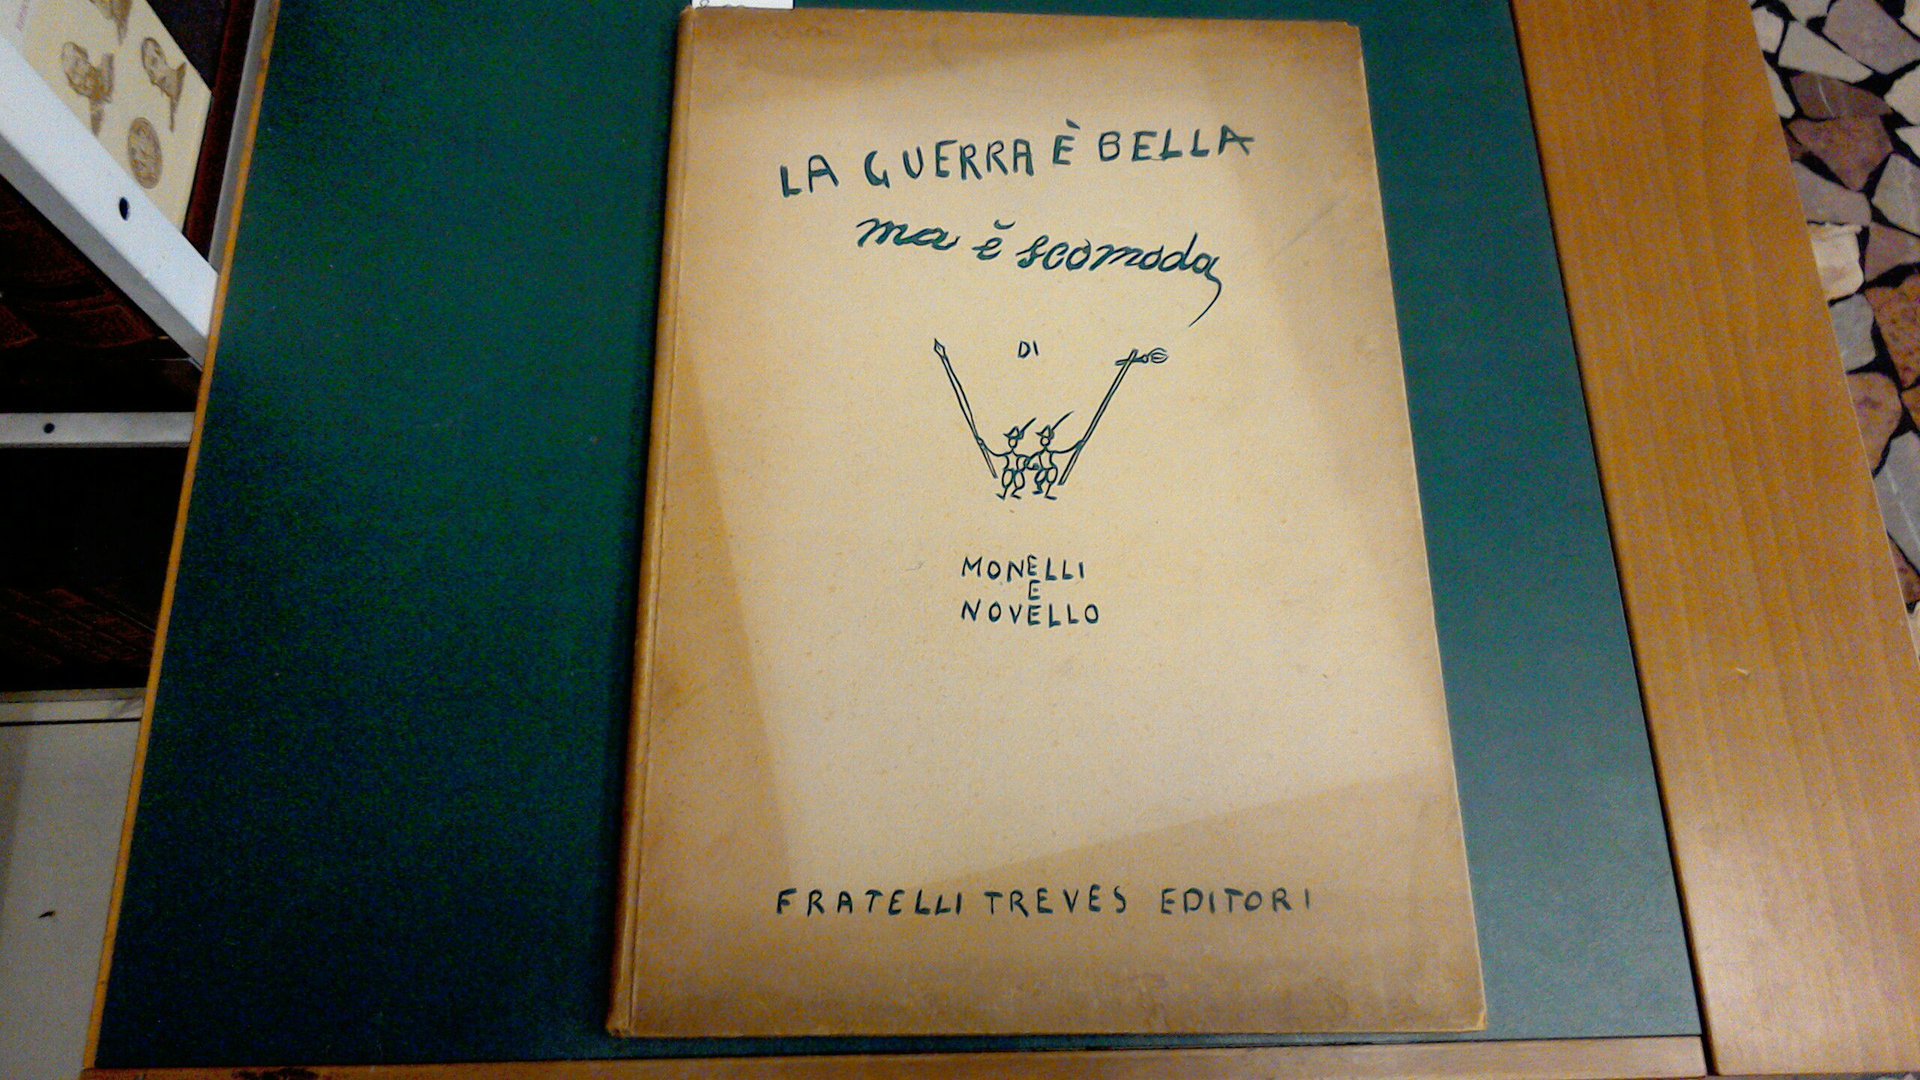 LA GUERRA È BELLA
ma è scomoda
DI
MONELLI
E
NOVELLO
FRATELLI TREVES EDITORI